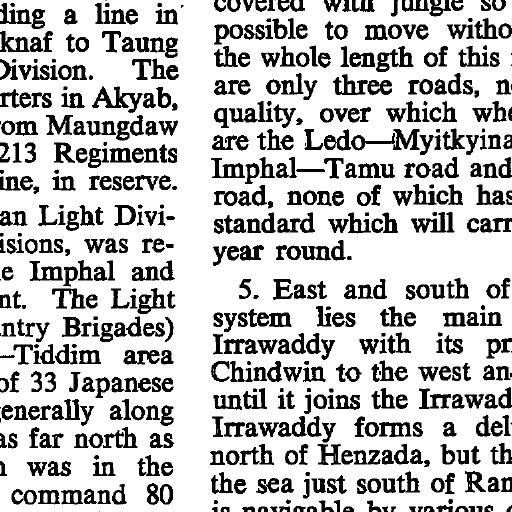 ding a line in
knaf to Taung
Division. The
rters in Akyab,
rom Maungdaw
213 Regiments
ine, in reserve.
an Light Divi-
isions, was re-
e Imphal and
nt. The Light
ntry Brigades)
—Tiddim area
of 33 Japanese
generally along
as far north as
was in the
command 80
covered with jungle so
possible to move witho
the whole length of this
are only three roads, n
quality, over which whe
are the Ledo—Myitkyina
Imphal—Tamu road and
road, none of which has
standard which will carr
year round.
5. East and south of
system lies the main
Irrawaddy with its pr
Chindwin to the west an
until it joins the Irrawad
Irrawaddy forms a del
north of Henzada, but th
the sea just south of Ran
is navigable by various